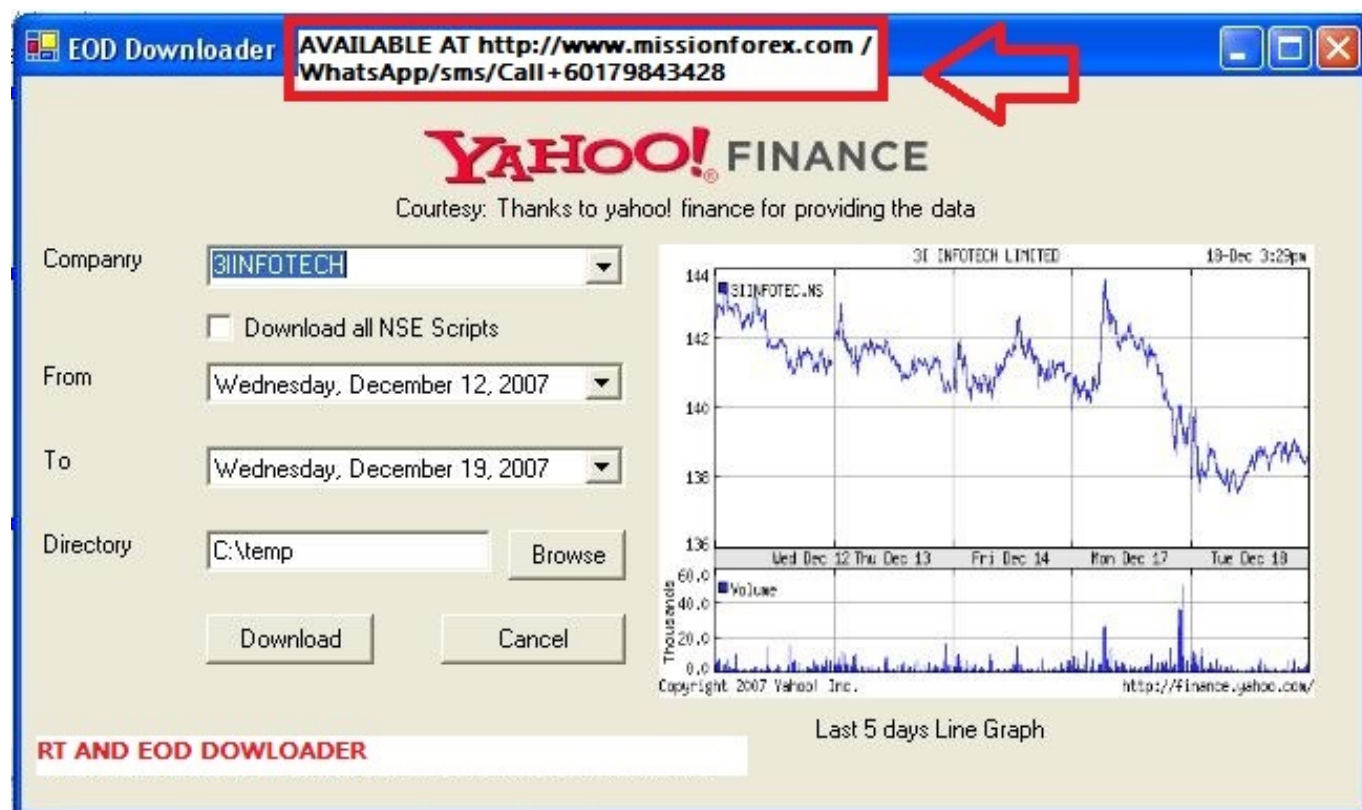 EOD Downloader
AVAILABLE AT http://www.missionforex.com /
WhatsApp/sms/Call+60179843428
YAHOO!® FINANCE
Courtesy: Thanks to yahoo! finance for providing the data
Companry
3IINFOTECH
Download all NSE Scripts
From
Wednesday, December 12, 2007
To
Wednesday, December 19, 2007
Directory
C:\temp
Browse
Download
Cancel
3I INFOTECH LIMITED
18-Dec 3:29pm
3IINFOTEC.NS
144
142
140
138
136
Wed Dec 12
Thu Dec 13
Fri Dec 14
Mon Dec 17
Tue Dec 18
Volume
Thousands
60.0
40.0
20.0
0.0
Copyright 2007 Yahoo! Inc.
http://finance.yahoo.com/
Last 5 days Line Graph
RT AND EOD DOWLOADER